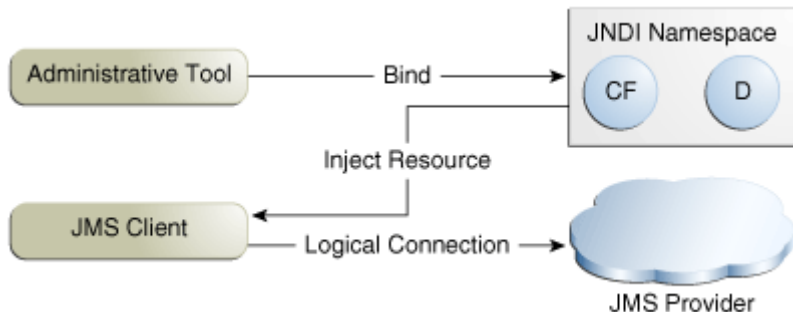 JNDI Namespace
Administrative Tool
Bind
CF
D
Inject Resource
JMS Client
Logical Connection
JMS Provider